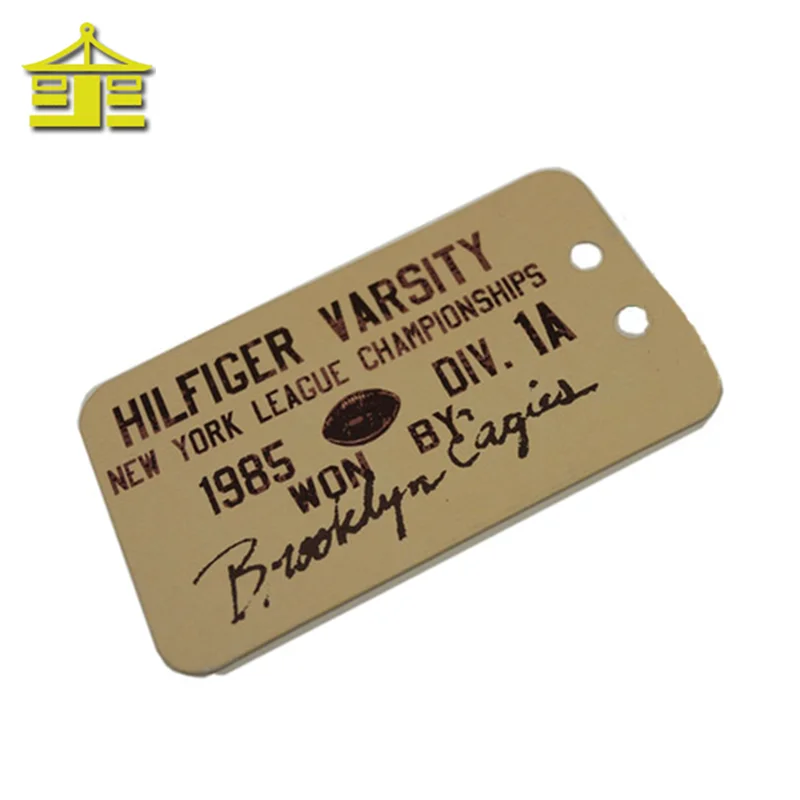 HILFIGER VARSITY
NEW YORK LEAGUE CHAMPIONSHIPS
1985 DIV. 1A
WON BY:
Brooklyn Eagles